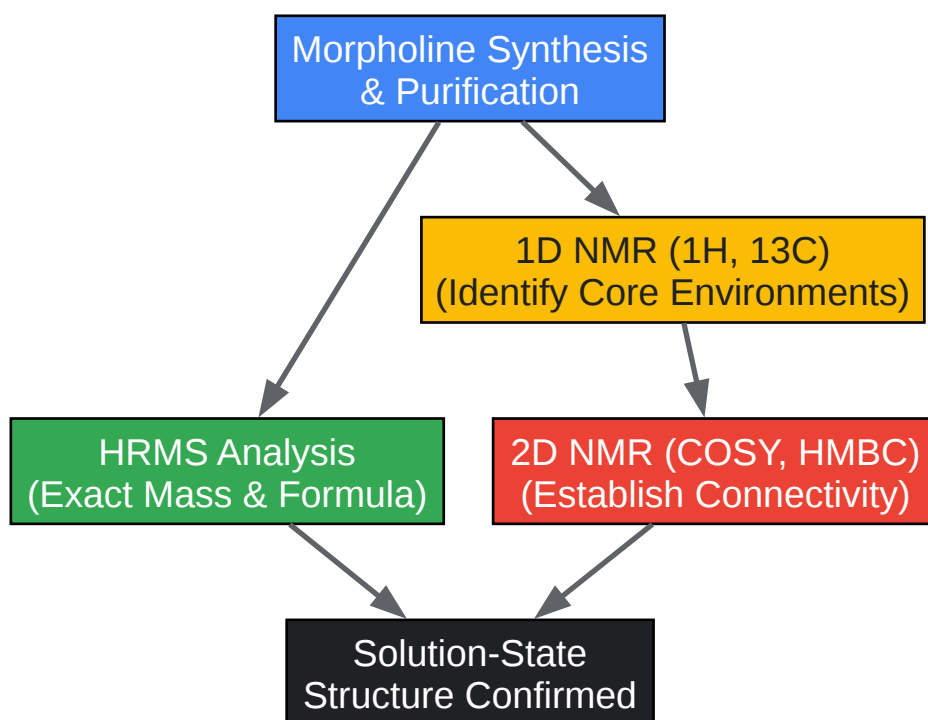 Morpholine Synthesis
& Purification
1D NMR (1H, 13C)
(Identify Core Environments)
HRMS Analysis
(Exact Mass & Formula)
2D NMR (COSY, HMBC)
(Establish Connectivity)
Solution-State
Structure Confirmed